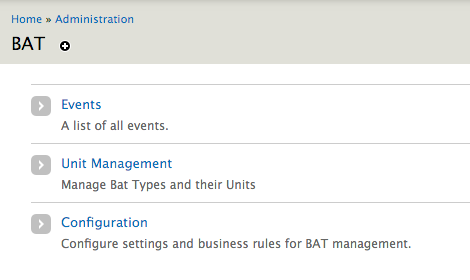 Home » Administration
BAT
Events
A list of all events.
Unit Management
Manage Bat Types and their Units
Configuration
Configure settings and business rules for BAT management.